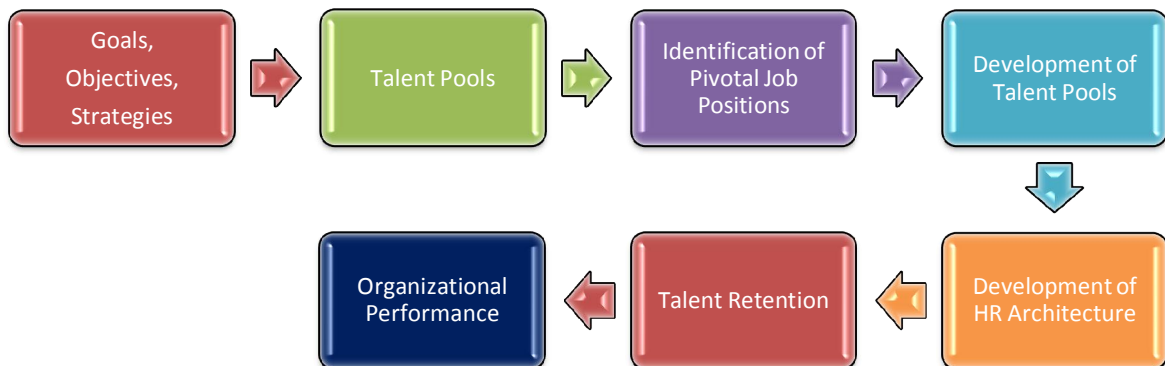 Goals,
Objectives,
Strategies
Talent Pools
Identification of
Pivotal Job
Positions
Development of
Talent Pools
Development of
HR Architecture
Talent Retention
Organizational
Performance